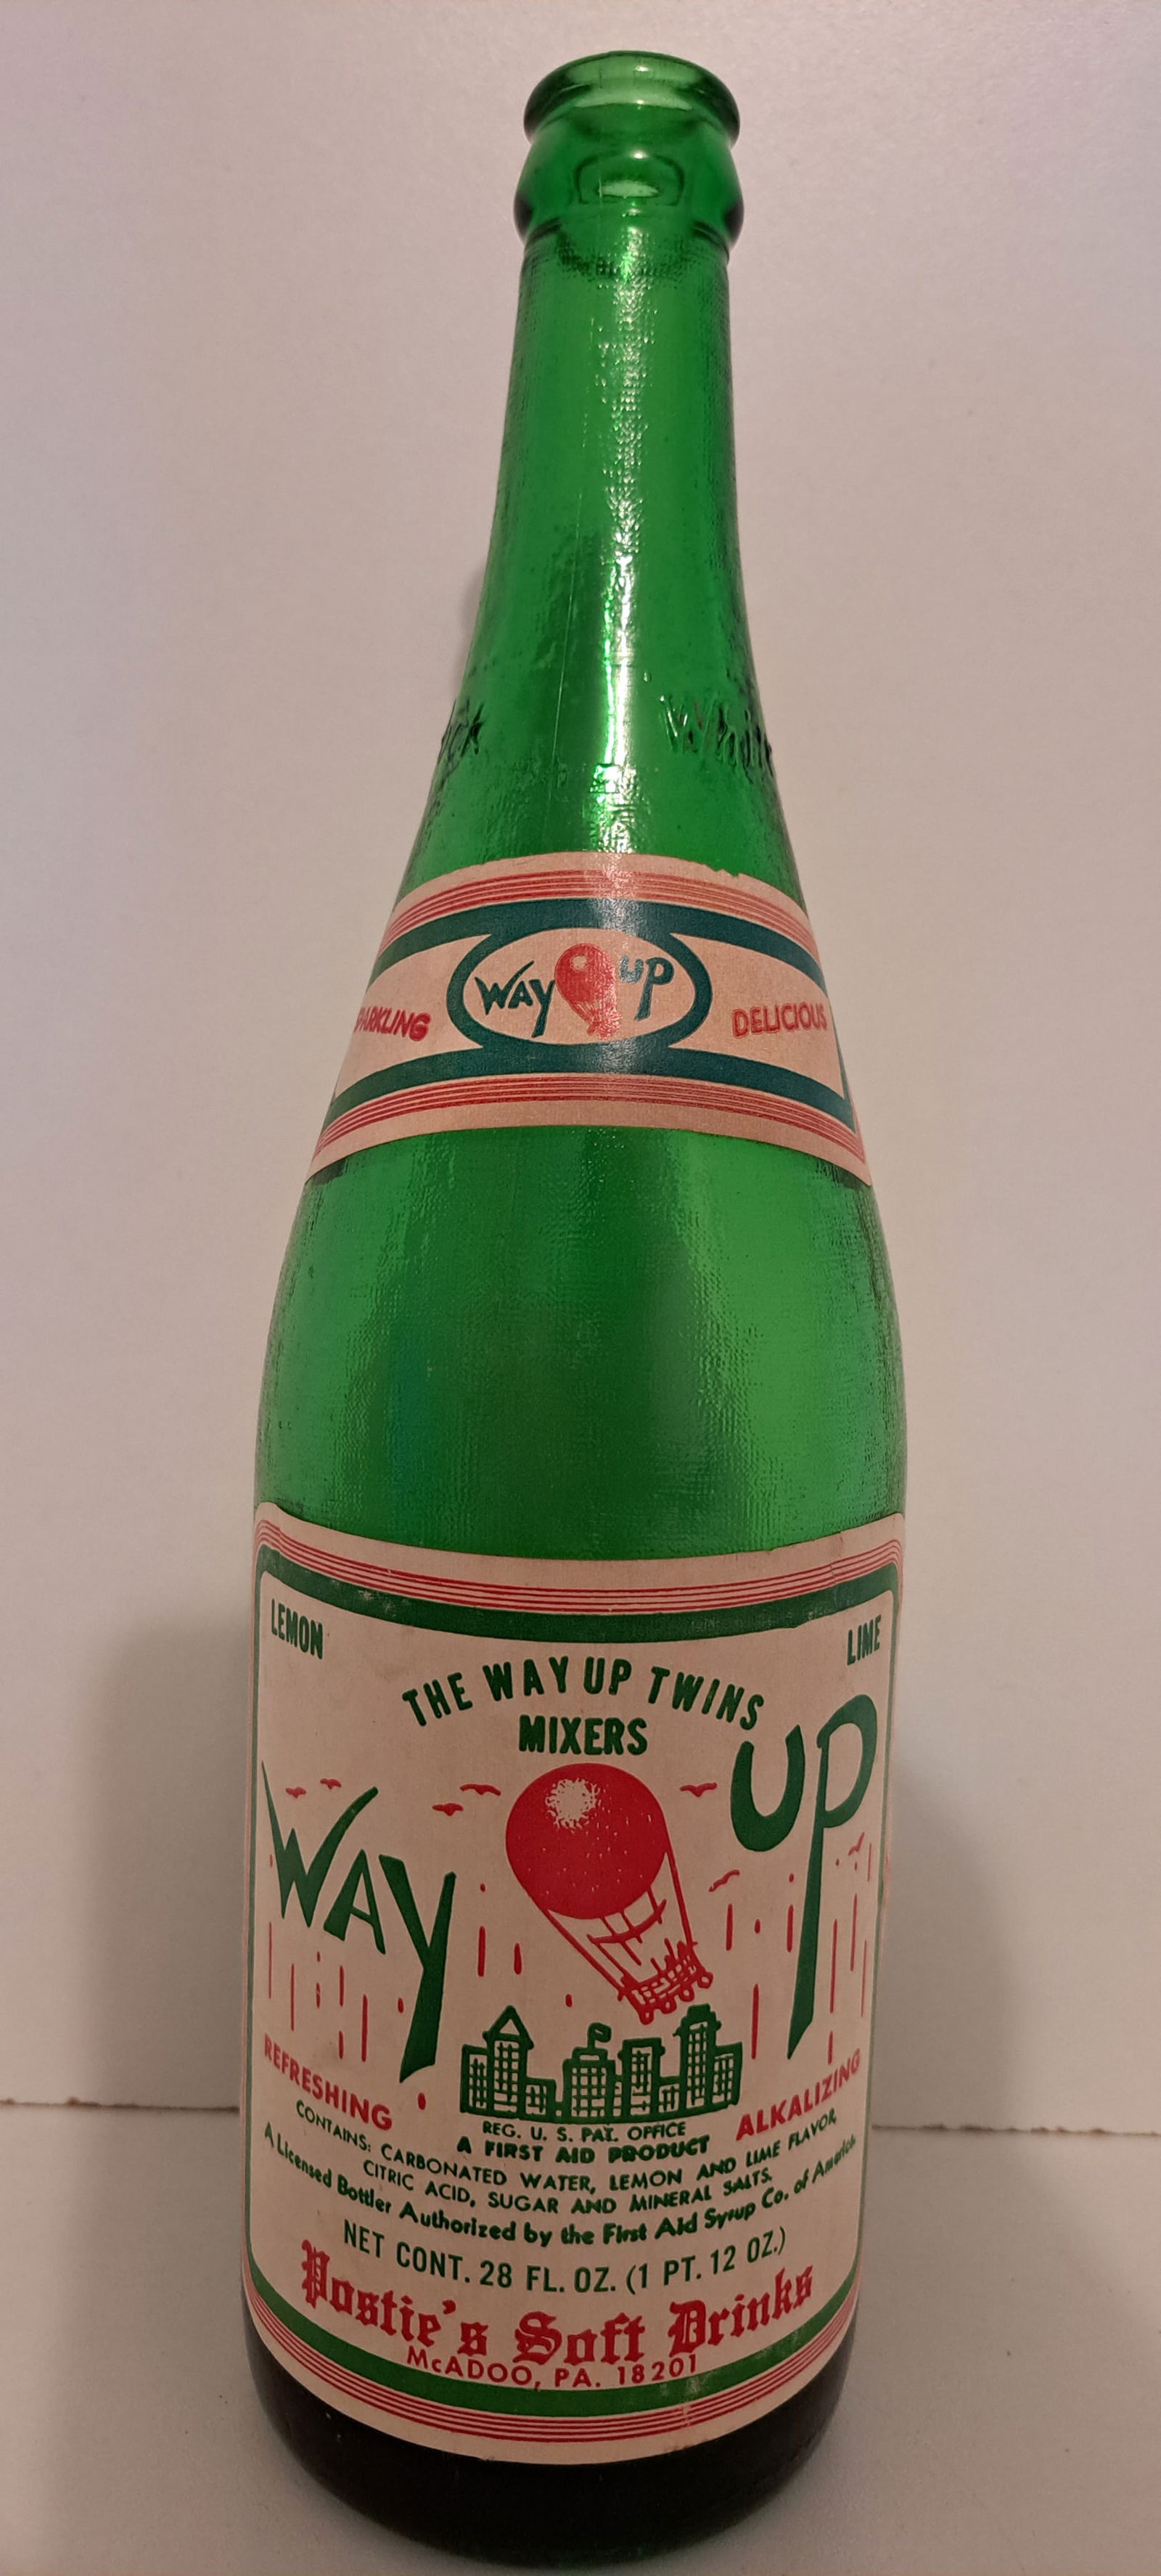 WAY UP
SPARKLING
DELICIOUS
LEMON
LIME
THE WAY UP TWINS
MIXERS
WAY UP
REFRESHING
ALKALIZING
REG. U. S. PAT. OFFICE
A FIRST AID PRODUCT
CONTAINS: CARBONATED WATER, LEMON AND LIME FLAVOR,
CITRIC ACID, SUGAR AND MINERAL SALTS.
A Licensed Bottler Authorized by the First Aid Syrup Co. of America.
NET CONT. 28 FL. OZ. (1 PT. 12 OZ.)
Postie's Soft Drinks
McADOO, PA. 18201